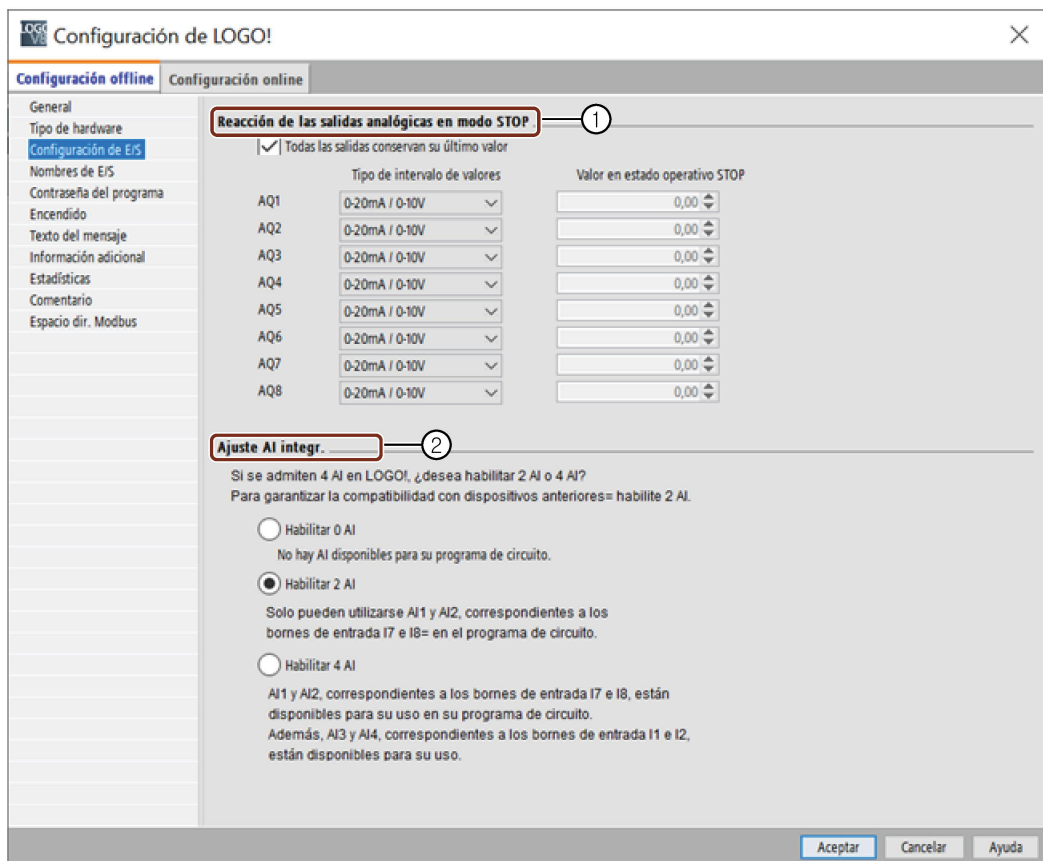 LOGO! V8
Configuración de LOGO!
Configuración offline
Configuración online
General
Tipo de hardware
Configuración de E/S
Nombres de E/S
Contraseña del programa
Encendido
Texto del mensaje
Información adicional
Estadísticas
Comentario
Espacio dir. Modbus
Reacción de las salidas analógicas en modo STOP
1
Todas las salidas conservan su último valor
Tipo de intervalo de valores Valor en estado operativo STOP
AQ1 0-20mA / 0-10V 0,00
AQ2 0-20mA / 0-10V 0,00
AQ3 0-20mA / 0-10V 0,00
AQ4 0-20mA / 0-10V 0,00
AQ5 0-20mA / 0-10V 0,00
AQ6 0-20mA / 0-10V 0,00
AQ7 0-20mA / 0-10V 0,00
AQ8 0-20mA / 0-10V 0,00
Ajuste AI integr.
2
Si se admiten 4 AI en LOGO!, ¿desea habilitar 2 AI o 4 AI?
Para garantizar la compatibilidad con dispositivos anteriores= habilite 2 AI.
Habilitar 0 AI
No hay AI disponibles para su programa de circuito.
Habilitar 2 AI
Solo pueden utilizarse AI1 y AI2, correspondientes a los
bornes de entrada I7 e I8= en el programa de circuito.
Habilitar 4 AI
AI1 y AI2, correspondientes a los bornes de entrada I7 e I8, están
disponibles para su uso en su programa de circuito.
Además, AI3 y AI4, correspondientes a los bornes de entrada I1 e I2,
están disponibles para su uso.
Aceptar Cancelar Ayuda